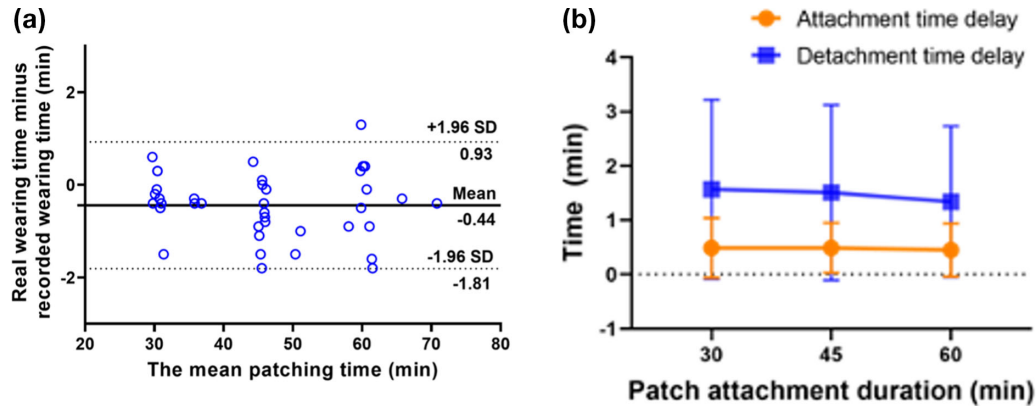 (a)
Real wearing time minus
recorded wearing time (min)
2
0
-2
+1.96 SD
0.93
Mean
-0.44
-1.96 SD
-1.81
20 30 40 50 60 70 80
The mean patching time (min)
(b)
Attachment time delay
Detachment time delay
Time (min)
4
3
2
1
0
-1
30 45 60
Patch attachment duration (min)